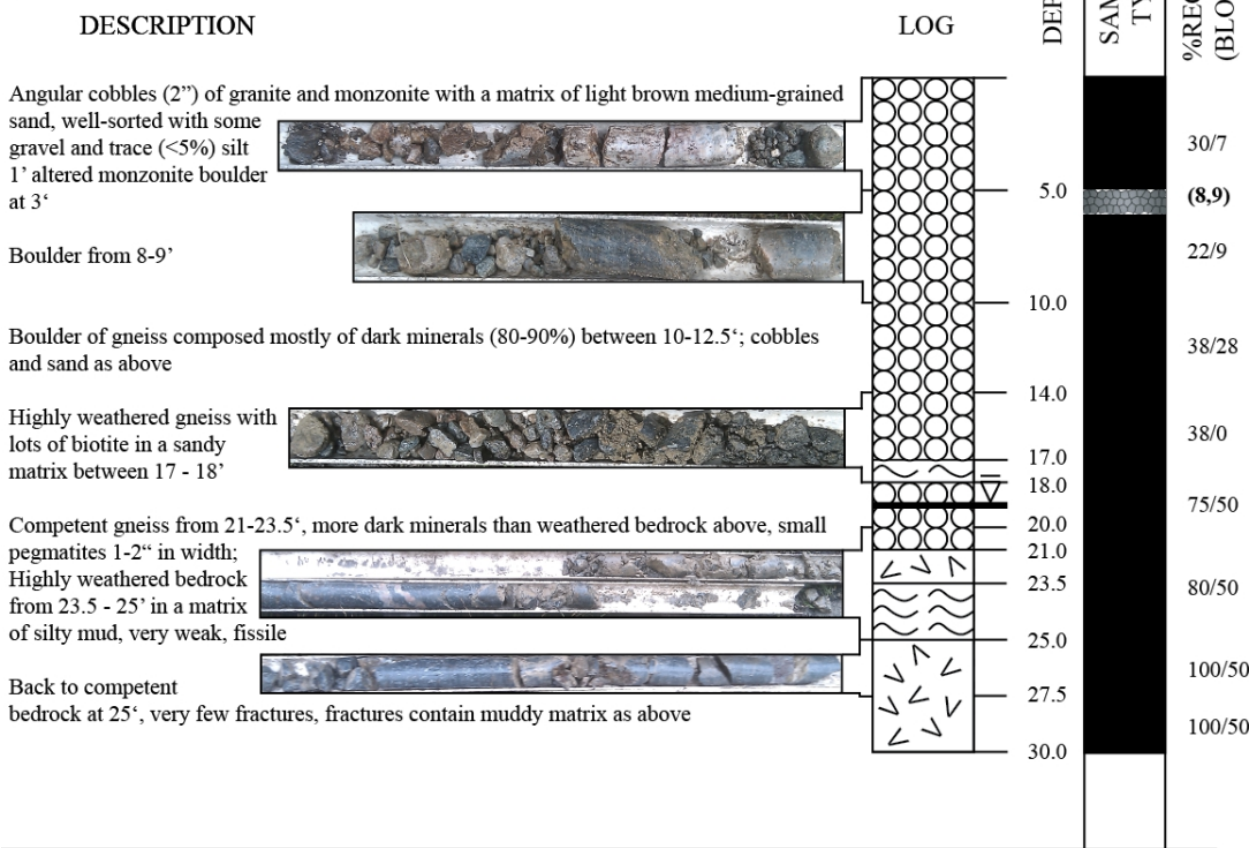 DESCRIPTION
LOG
Angular cobbles (2”) of granite and monzonite with a matrix of light brown medium-grained
sand, well-sorted with some
gravel and trace (<5%) silt
1’ altered monzonite boulder
at 3‘
Boulder from 8-9’
Boulder of gneiss composed mostly of dark minerals (80-90%) between 10-12.5‘; cobbles
and sand as above
Highly weathered gneiss with
lots of biotite in a sandy
matrix between 17 - 18’
Competent gneiss from 21-23.5‘, more dark minerals than weathered bedrock above, small
pegmatites 1-2“ in width;
Highly weathered bedrock
from 23.5 - 25’ in a matrix
of silty mud, very weak, fissile
Back to competent
bedrock at 25‘, very few fractures, fractures contain muddy matrix as above
5.0
10.0
14.0
17.0
18.0
20.0
21.0
23.5
25.0
27.5
30.0
SAM
TY
%REC
(BLO
30/7
(8,9)
22/9
38/28
38/0
75/50
80/50
100/50
100/50